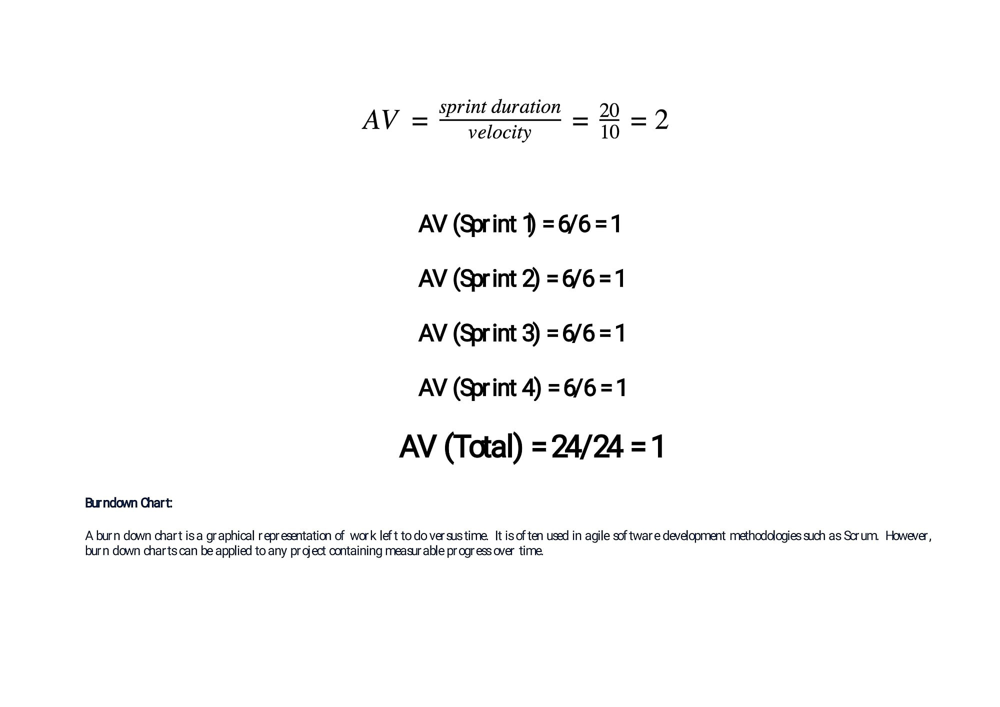 AV = sprint duration / velocity = 20/10 = 2
AV (Sprint 1) = 6/6 = 1
AV (Sprint 2) = 6/6 = 1
AV (Sprint 3) = 6/6 = 1
AV (Sprint 4) = 6/6 = 1
AV (Total) = 24/24 = 1
Burndown Chart:
A burn down chart is a graphical representation of work left to do versus time. It is often used in agile software development methodologies such as Scrum. However,
burn down charts can be applied to any project containing measurable progress over time.